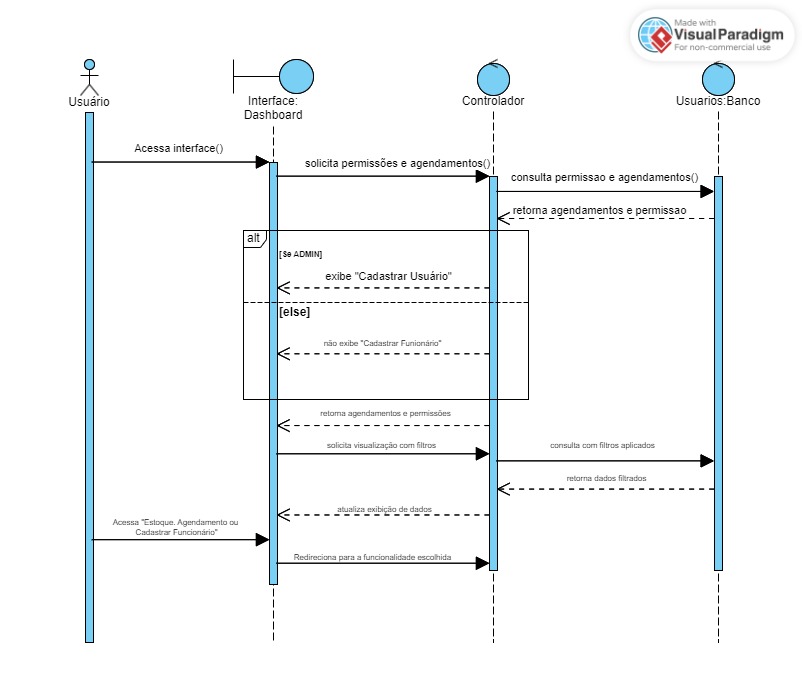 Made with
VisualParadigm
For non-commercial use
Usuário
Interface:
Dashboard
Controlador
Usuarios:Banco
Acessa interface()
solicita permissões e agendamentos()
consulta permissao e agendamentos()
retorna agendamentos e permissao
alt
[Se ADMIN]
exibe "Cadastrar Usuário"
[else]
não exibe "Cadastrar Funionário"
retorna agendamentos e permissões
solicita visualização com filtros
consulta com filtros aplicados
retorna dados filtrados
atualiza exibição de dados
Acessa "Estoque. Agendamento ou
Cadastrar Funcionário"
Redireciona para a funcionalidade escolhida